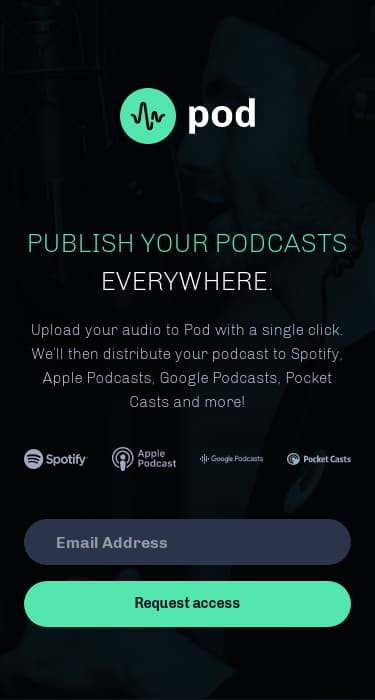 pod
PUBLISH YOUR PODCASTS
EVERYWHERE.
Upload your audio to Pod with a single click.
We'll then distribute your podcast to Spotify,
Apple Podcasts, Google Podcasts, Pocket
Casts and more!
Spotify
Apple
Podcast
Google Podcasts
Pocket Casts
Email Address
Request access